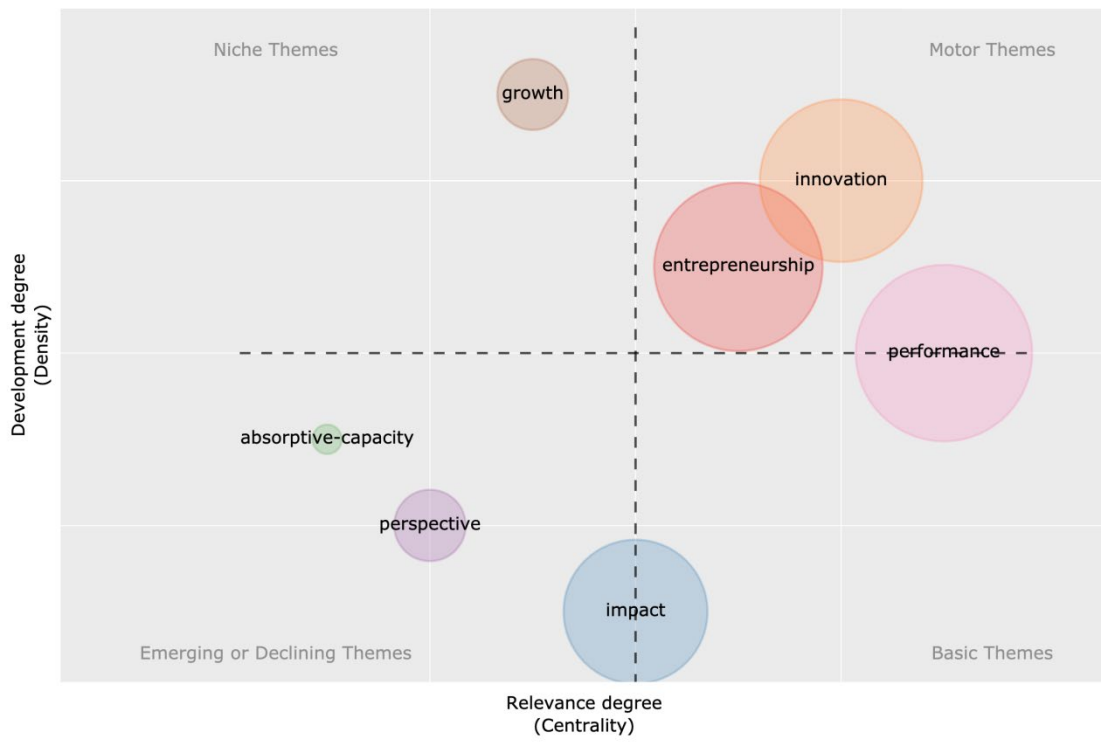 Niche Themes
Motor Themes
growth
innovation
entrepreneurship
performance
absorptive-capacity
perspective
impact
Emerging or Declining Themes
Basic Themes
Development degree
(Density)
Relevance degree
(Centrality)